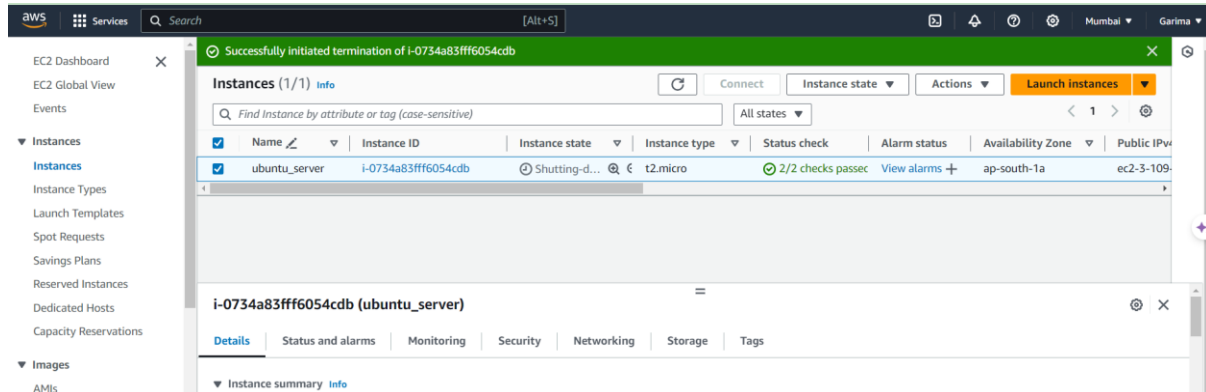 aws Services Search [Alt+S] Mumbai Garima
EC2 Dashboard
EC2 Global View
Events
Instances
Instances
Instance Types
Launch Templates
Spot Requests
Savings Plans
Reserved Instances
Dedicated Hosts
Capacity Reservations
Images
AMIs
Successfully initiated termination of i-0734a83fff6054cdb
Instances (1/1) Info Connect Instance state Actions Launch instances
Find Instance by attribute or tag (case-sensitive) All states 1
Name Instance ID Instance state Instance type Status check Alarm status Availability Zone Public IPv4
ubuntu_server i-0734a83fff6054cdb Shutting-d... t2.micro 2/2 checks passec View alarms + ap-south-1a ec2-3-109-
i-0734a83fff6054cdb (ubuntu_server)
Details Status and alarms Monitoring Security Networking Storage Tags
Instance summary Info